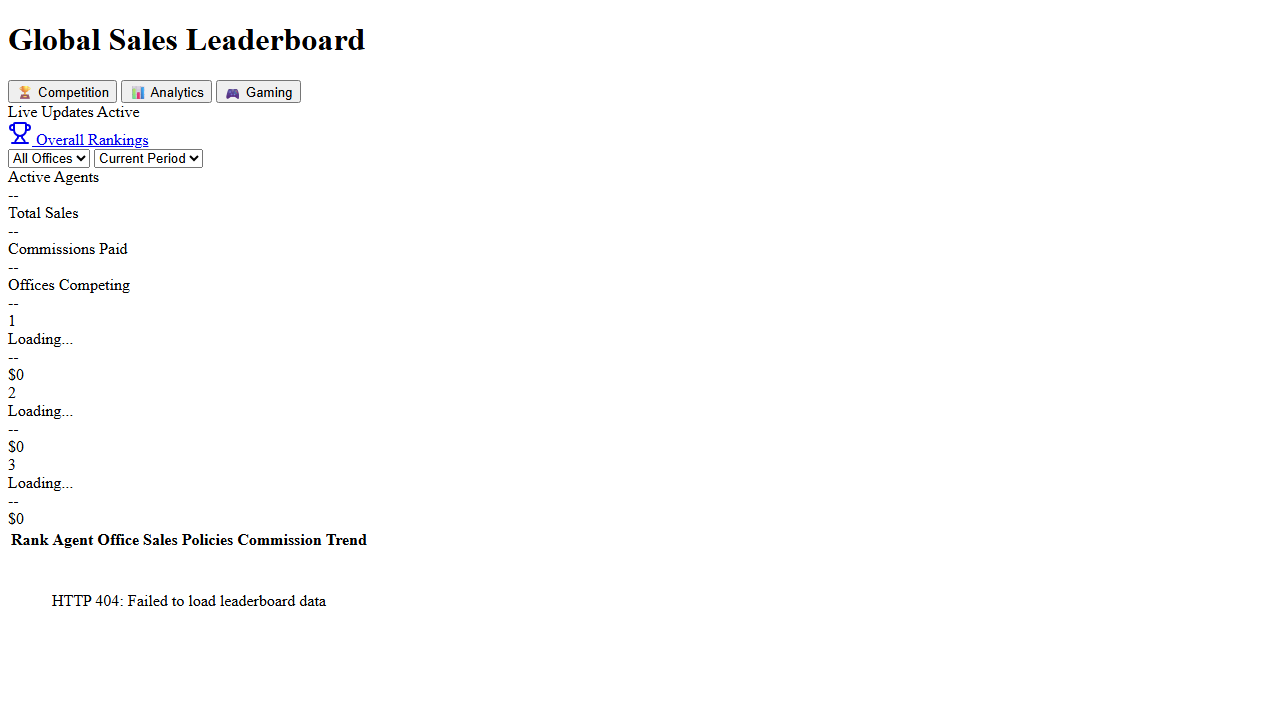 Global Sales Leaderboard
🏆 Competition 📊 Analytics 🎮 Gaming
Live Updates Active
Overall Rankings
All Offices Current Period
Active Agents
--
Total Sales
--
Commissions Paid
--
Offices Competing
--
1
Loading...
--
$0
2
Loading...
--
$0
3
Loading...
--
$0
Rank Agent Office Sales Policies Commission Trend
HTTP 404: Failed to load leaderboard data